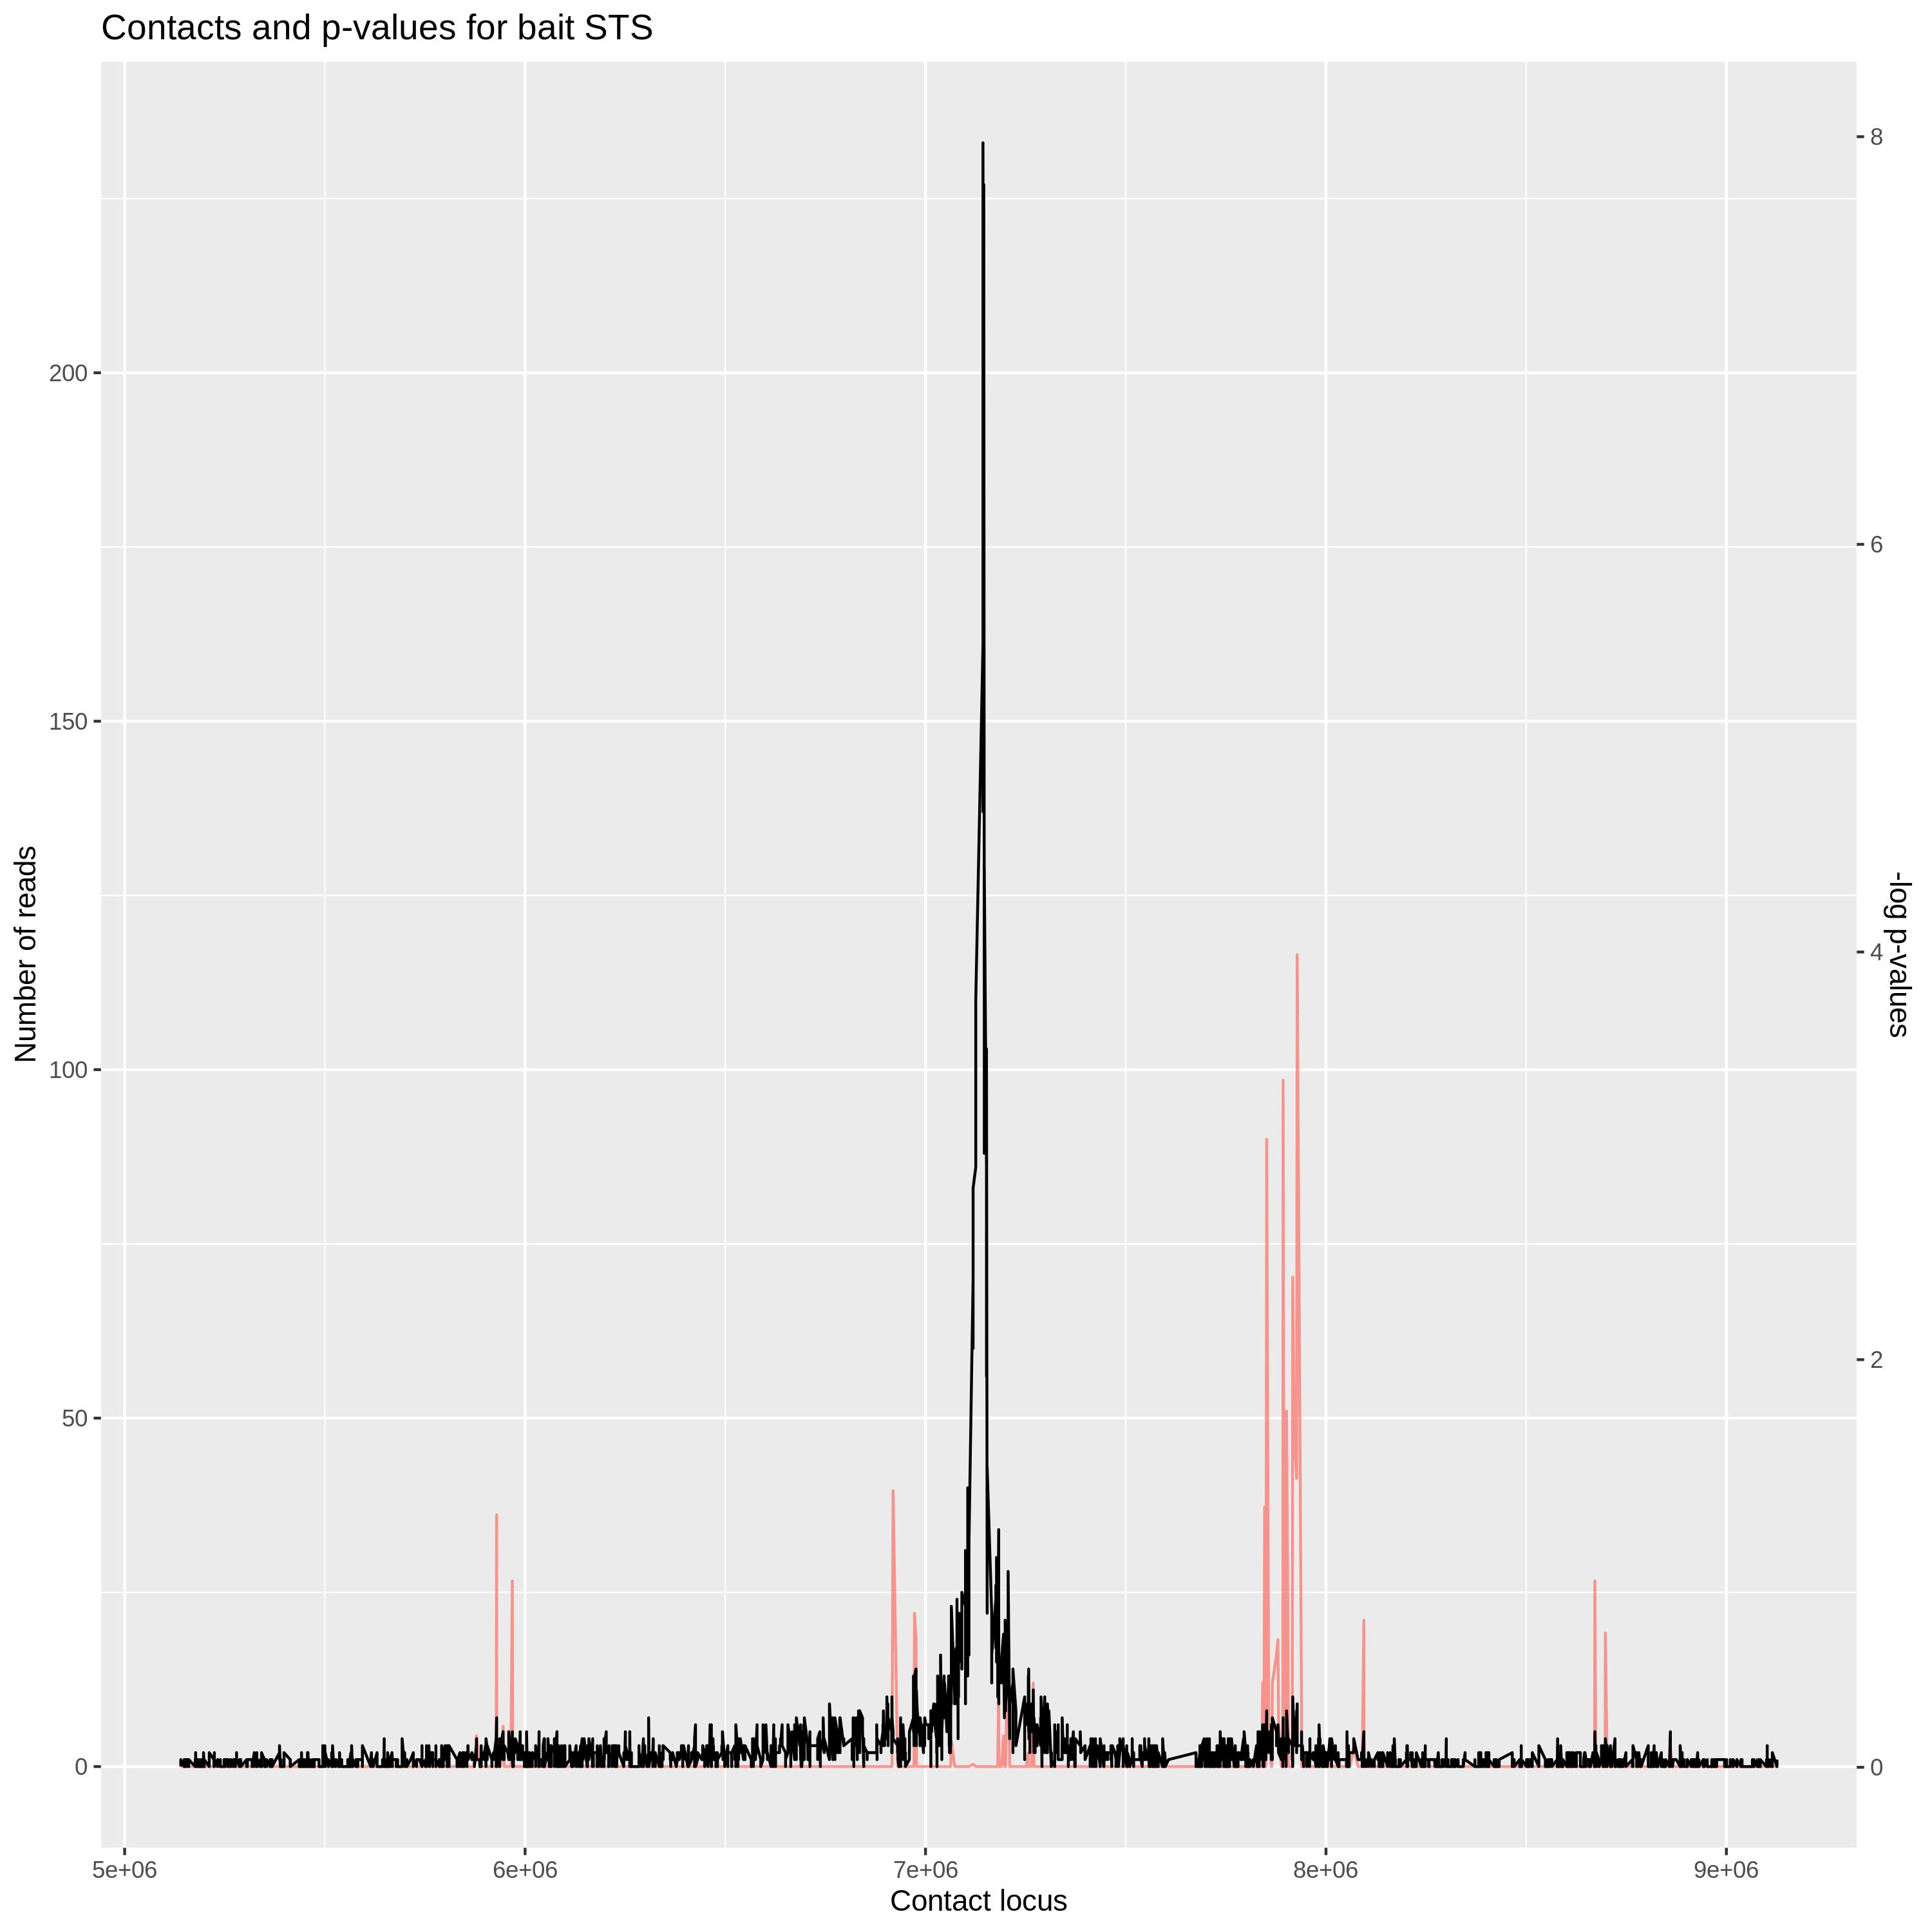 Contacts and p-values for bait STS
Number of reads
200
150
100
50
0
8
6
4
2
0
-log p-values
5e+06
6e+06
7e+06
8e+06
9e+06
Contact locus